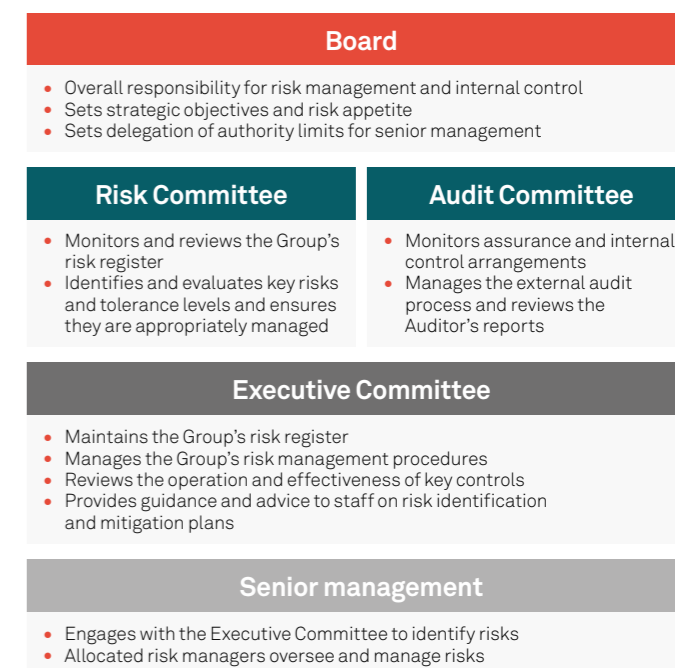 Board
• Overall responsibility for risk management and internal control
• Sets strategic objectives and risk appetite
• Sets delegation of authority limits for senior management
Risk Committee
• Monitors and reviews the Group’s
risk register
• Identifies and evaluates key risks
and tolerance levels and ensures
they are appropriately managed
Audit Committee
• Monitors assurance and internal
control arrangements
• Manages the external audit
process and reviews the
Auditor’s reports
Executive Committee
• Maintains the Group’s risk register
• Manages the Group’s risk management procedures
• Reviews the operation and effectiveness of key controls
• Provides guidance and advice to staff on risk identification
and mitigation plans
Senior management
• Engages with the Executive Committee to identify risks
• Allocated risk managers oversee and manage risks